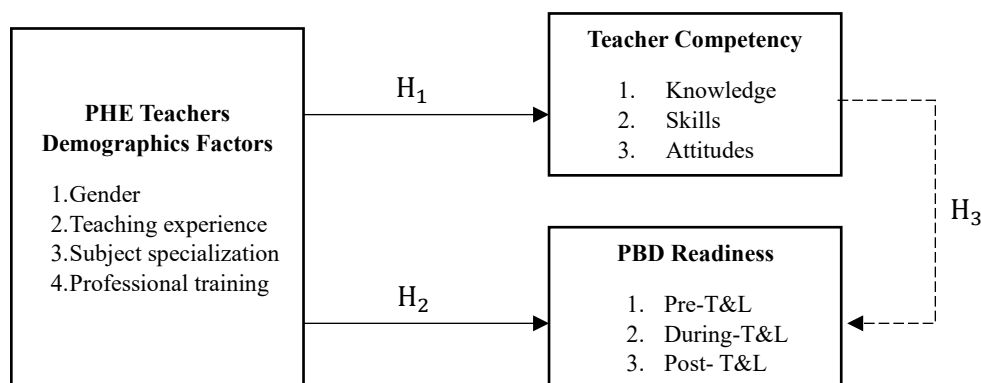 PHE Teachers
Demographics Factors
1.Gender
2.Teaching experience
3.Subject specialization
4.Professional training
H1
H2
Teacher Competency
1. Knowledge
2. Skills
3. Attitudes
PBD Readiness
1. Pre-T&L
2. During-T&L
3. Post- T&L
H3